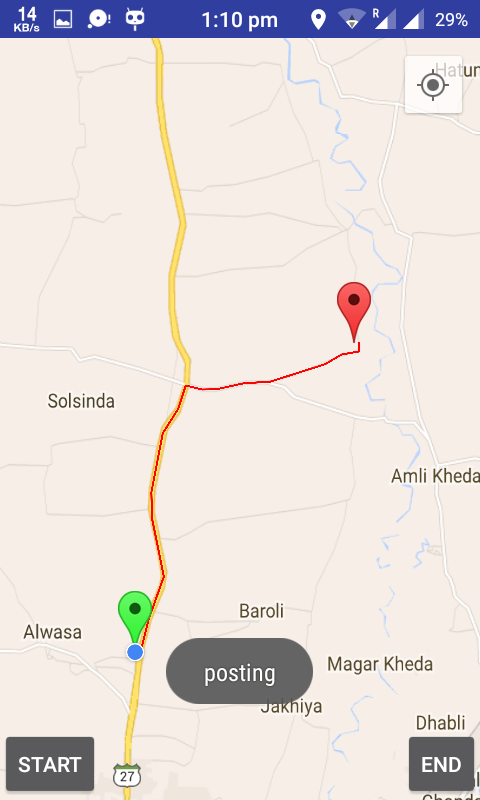 14
KB/s
1:10 pm
R
29%
Hatun
Solsinda
Amli Kheda
Baroli
Alwasa
posting
Magar Kheda
Jakhiya
Dhabli
START
27
END